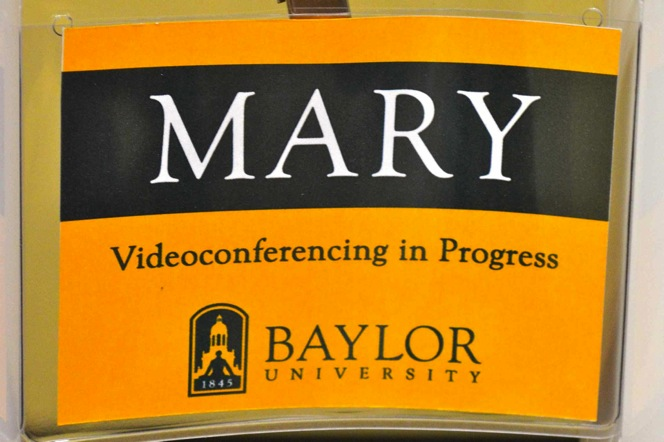 MARY
Videoconferencing in Progress
1845
BAYLOR
UNIVERSITY